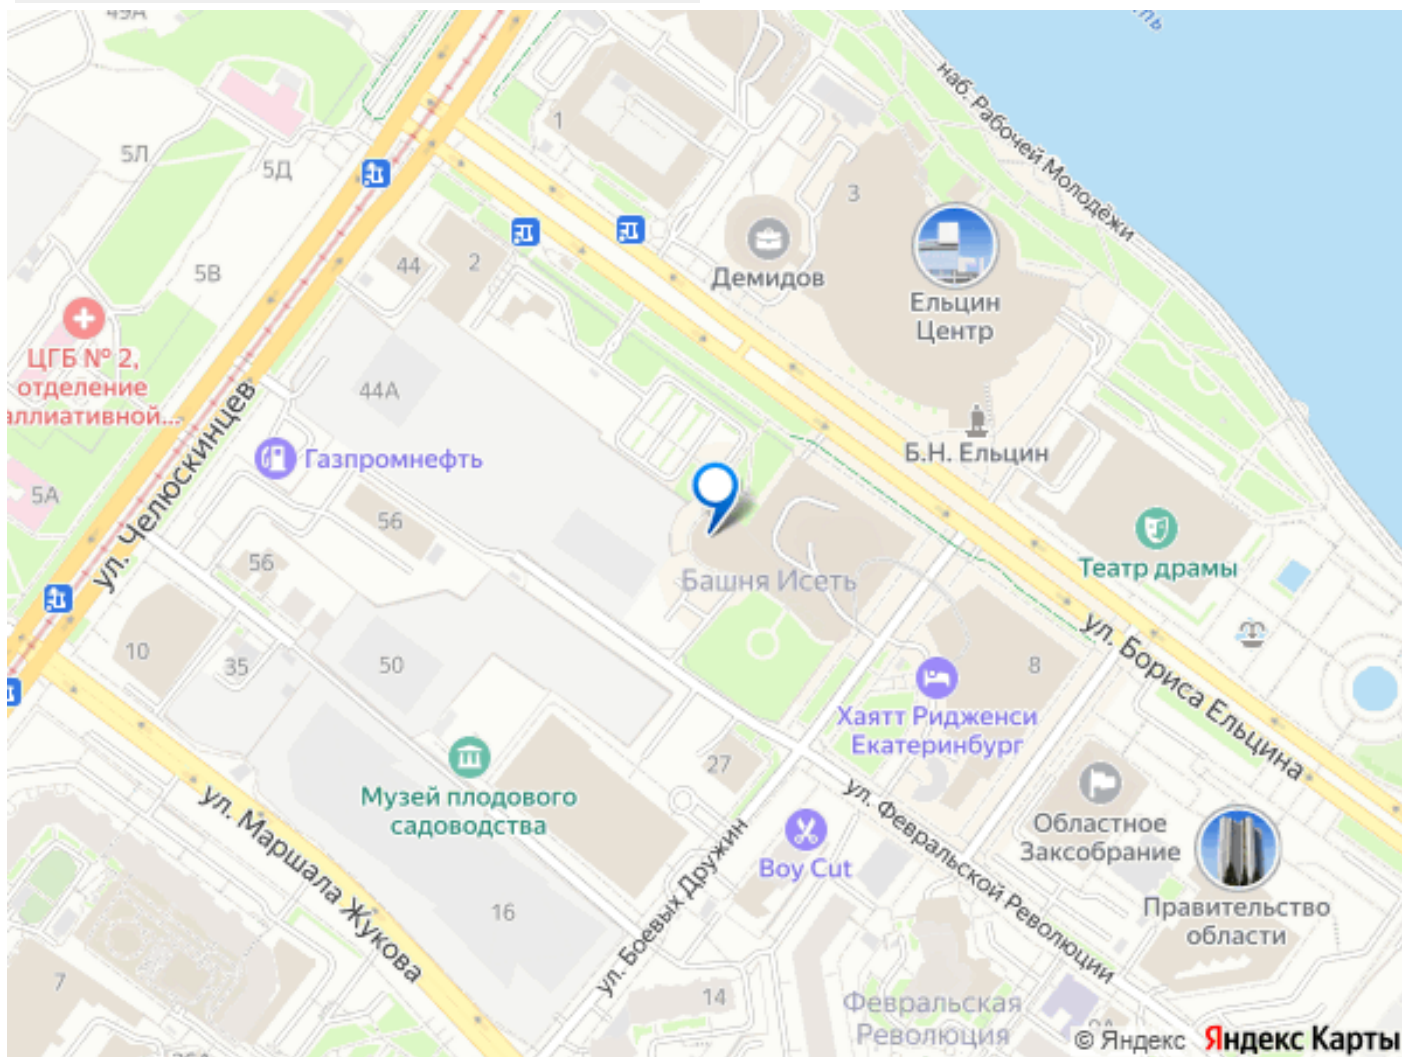 49А
1
5Л
5Д
наб. Рабочей Молодёжи
3
5В
44
2
Демидов
Ельцин
Центр
ЦГБ № 2,
отделение
аллиативной...
44А
Б.Н. Ельцин
Газпромнефть
5А
ул. Челюскинцев
56
56
Башня Исеть
Театр драмы
ул. Бориса Ельцина
10
35
50
8
Хаятт Ридженси
Екатеринбург
27
Музей плодового
садоводства
ул. Маршала Жукова
ул. Боевых Дружин
Boy Cut
ул. Февральской Революции
Областное
Заксобрание
Правительство
области
16
7
14
Февральская
Революция
© Яндекс Яндекс Карты